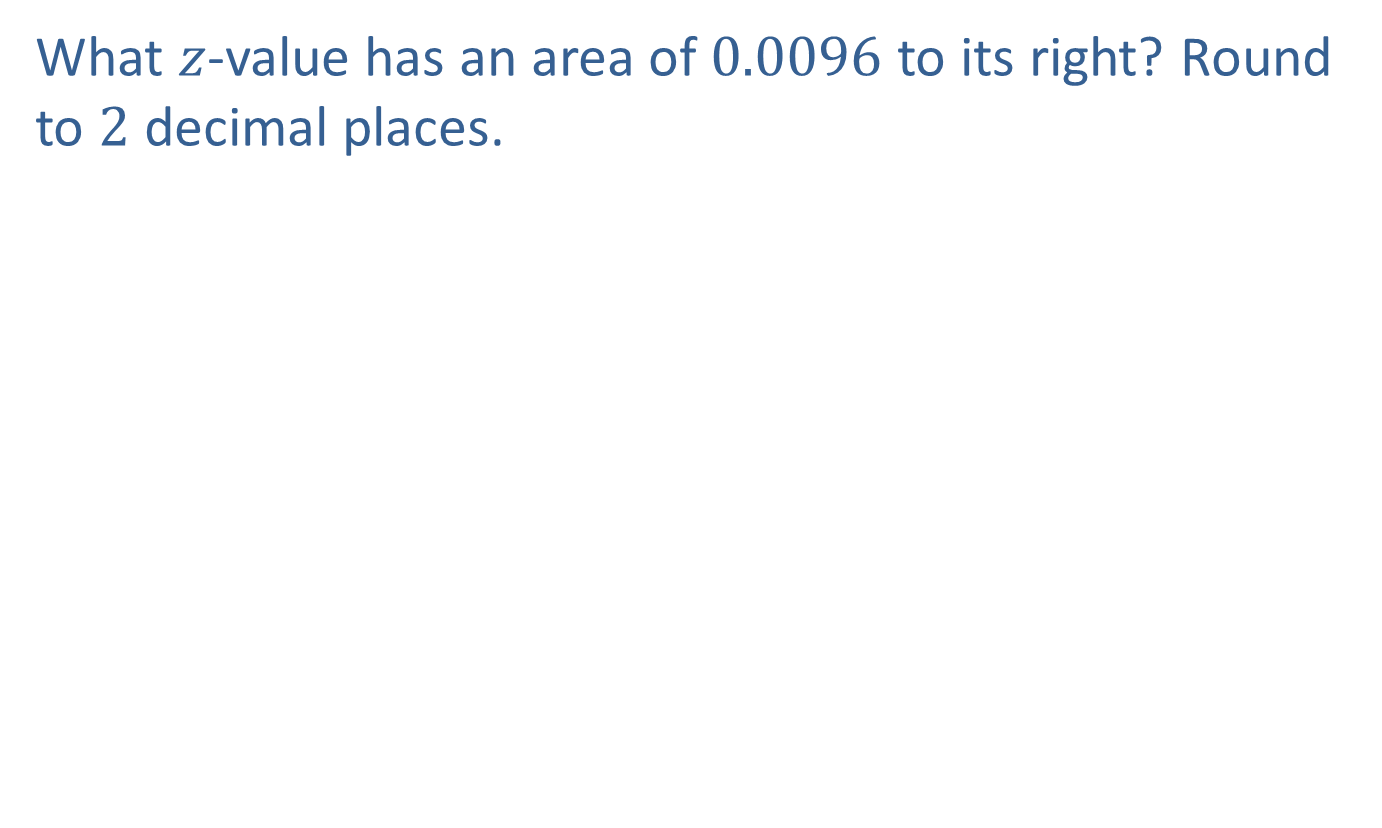 What z-value has an area of 0.0096 to its right? Round
to 2 decimal places.